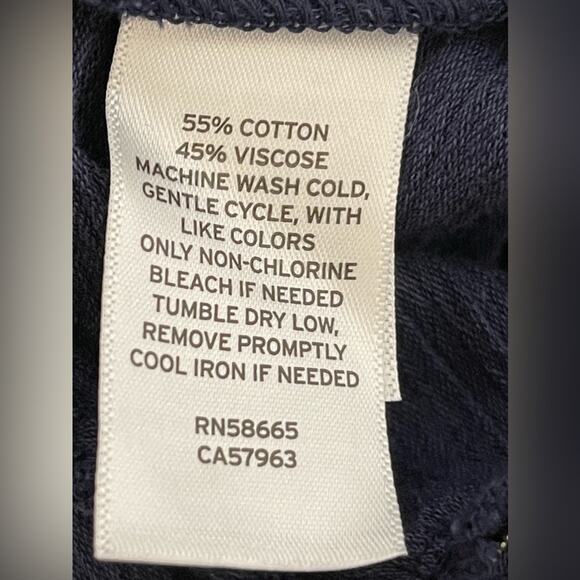 55% COTTON
45% VISCOSE
MACHINE WASH COLD,
GENTLE CYCLE, WITH
LIKE COLORS
ONLY NON-CHLORINE
BLEACH IF NEEDED
TUMBLE DRY LOW,
REMOVE PROMPTLY
COOL IRON IF NEEDED
RN58665
CA57963